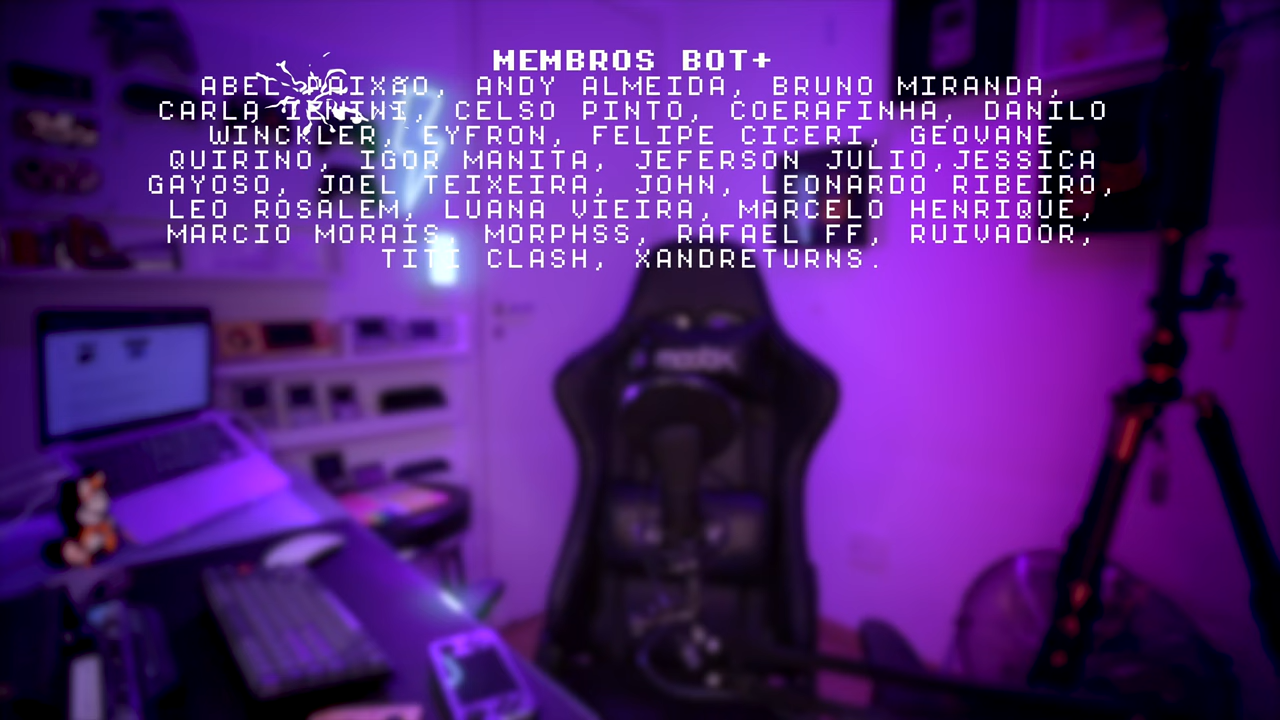 MEMBROS BOT+
ABEL PAIXÃO, ANDY ALMEIDA, BRUNO MIRANDA,
CARLA IENINI, CELSO PINTO, COERAFINHA, DANILO
WINCKLER, EYFRON, FELIPE CICERI, GEOVANE
QUIRINO, IGOR MANITA, JEFERSON JULIO,JESSICA
GAYOSO, JOEL TEIXEIRA, JOHN, LEONARDO RIBEIRO,
LEO ROSALEM, LUANA VIEIRA, MARCELO HENRIQUE,
MARCIO MORAIS, MORPHSS, RAFAEL FF, RUIVADOR,
TITI CLASH, XANDRETURNS.